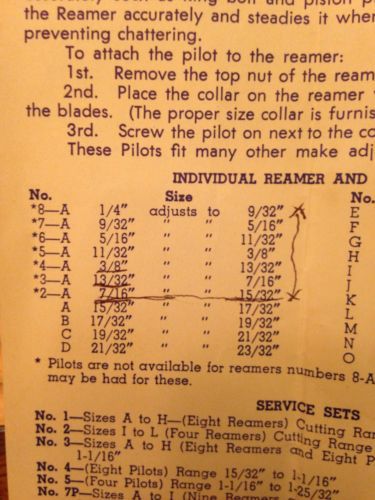 the Reamer accurately and steadies it when
preventing chattering.
To attach the pilot to the reamer:
1st. Remove the top nut of the ream
2nd. Place the collar on the reamer
the blades. (The proper size collar is furnis
3rd. Screw the pilot on next to the co
These Pilots fit many other make adj
INDIVIDUAL REAMER AND
No. Size No.
*8—A 1/4" adjusts to 9/32" E
*7—A 9/32" " " 5/16" F
*6—A 5/16" " " 11/32" G
*5—A 11/32" " " 3/8" H
*4—A 3/8" " " 13/32" I
*3—A 13/32" " " 7/16" J
*2—A 7/16" " " 15/32" K
A 15/32" " " 17/32" L
B 17/32" " " 19/32" M
C 19/32" " " 21/32" N
D 21/32" " " 23/32" O
* Pilots are not available for reamers numbers 8-A
may be had for these.
SERVICE SETS
No. 1—Sizes A to H—(Eight Reamers) Cutting Ran
No. 2—Sizes I to L (Four Reamers) Cutting Range
No. 3—Sizes A to H (Eight Reamers and Eight P
1-1/16"
No. 4—(Eight Pilots) Range 15/32" to 1-1/16"
No. 5—(Four Pilots) Range 1-1/16" to 1-25/32"
No. 7P—Sizes A to I (Nine Reamers